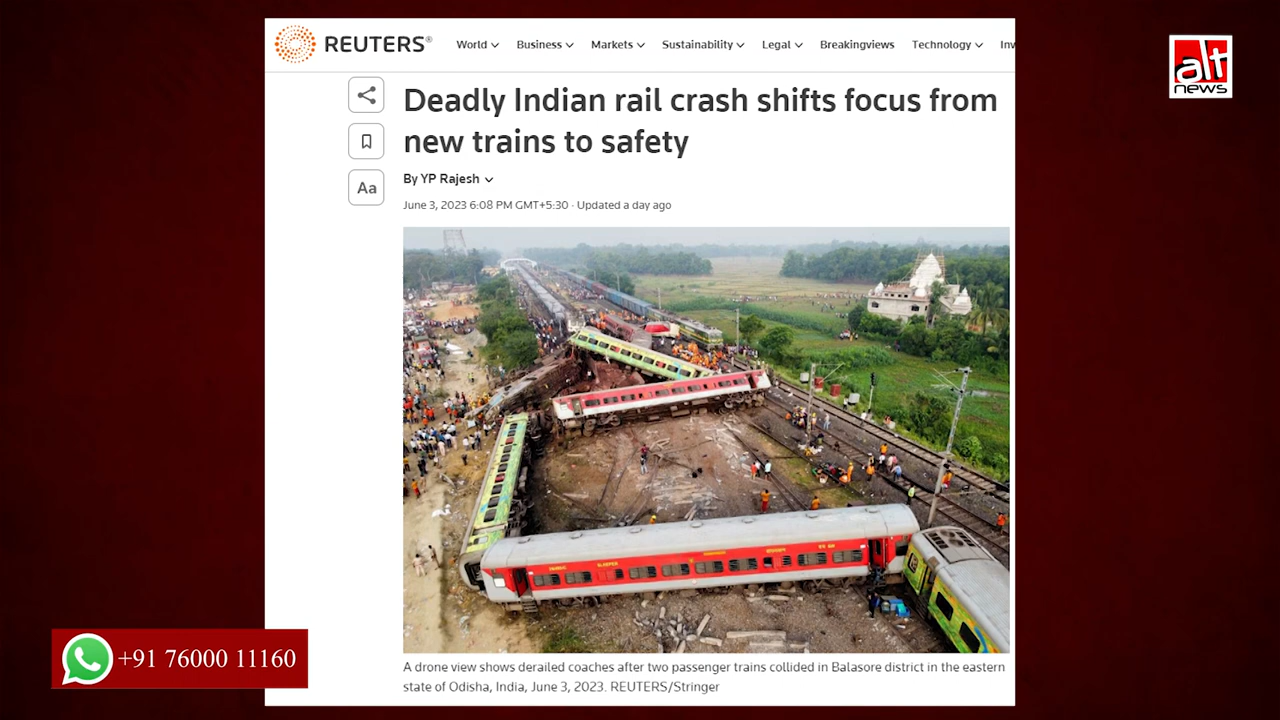 REUTERS®
World Business Markets Sustainability Legal Breakingviews Technology Inv
alt
news
Deadly Indian rail crash shifts focus from
new trains to safety
Aa
By YP Rajesh
June 3, 2023 6:08 PM GMT+5:30 · Updated a day ago
+91 76000 11160
A drone view shows derailed coaches after two passenger trains collided in Balasore district in the eastern
state of Odisha, India, June 3, 2023. REUTERS/Stringer